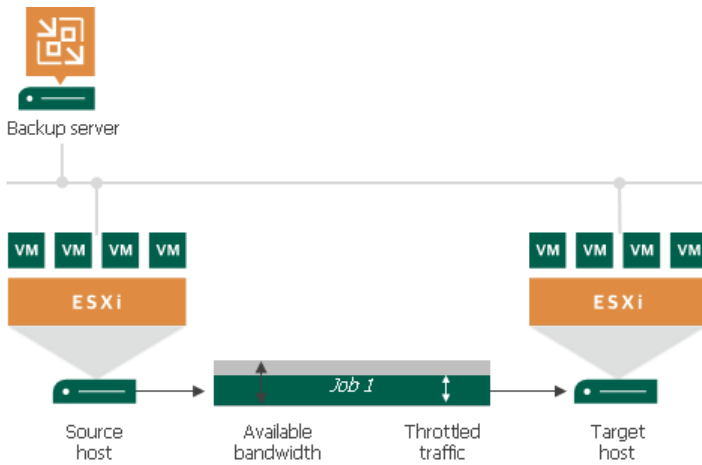 Backup server
VM VM VM VM
VM VM VM VM
ESXi
ESXi
Job 1
Source
host
Available
bandwidth
Throttled
traffic
Target
host